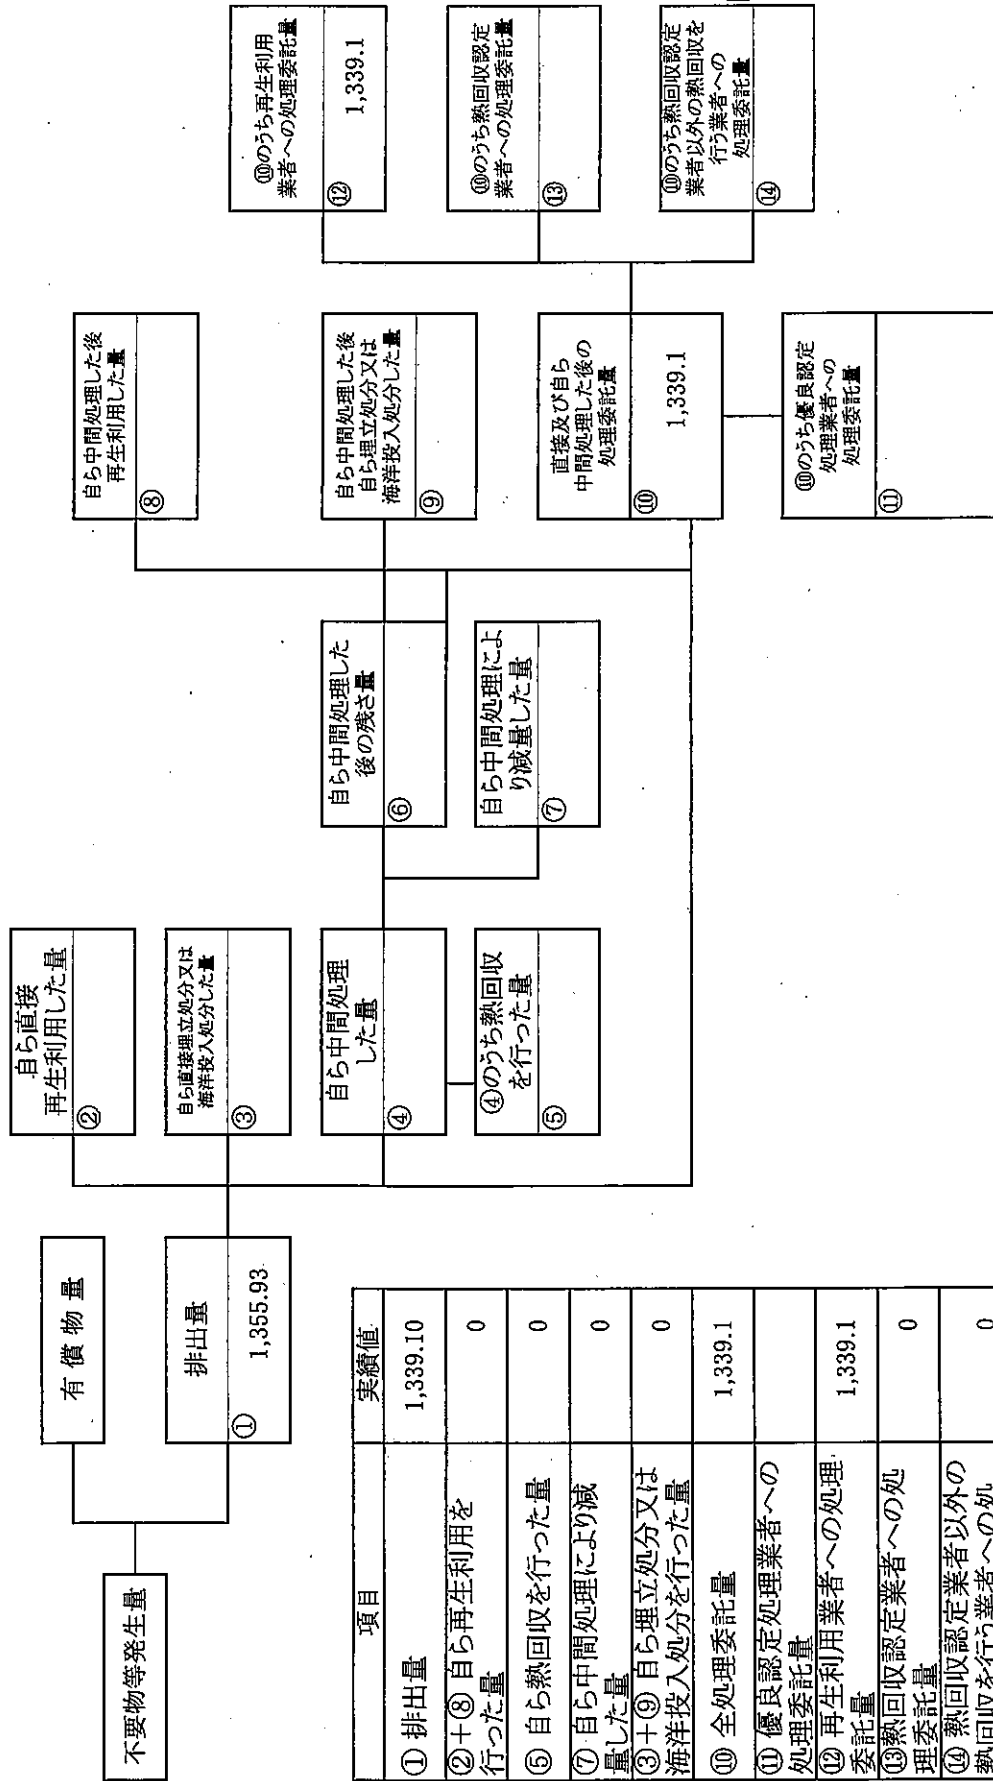 不要物等発生量
有償物量
排出量
①
1,355.93
自ら直接
再生利用した量
②
自ら直接埋立処分又は
海洋投入処分した量
③
自ら中間処理
した量
④
④のうち熱回収
を行った量
⑤
自ら中間処理した
後の残さ量
⑥
自ら中間処理によ
り減量した量
⑦
自ら中間処理した後
再生利用した量
⑧
自ら中間処理した後
自ら埋立処分又は
海洋投入処分した量
⑨
直接及び自ら
中間処理した後の
処理委託量
⑩
1,339.1
⑩のうち優良認定
処理業者への
処理委託量
⑪
⑩のうち再生利用
業者への処理委託量
⑫
1,339.1
⑩のうち熱回収認定
業者への処理委託量
⑬
⑩のうち熱回収認定
業者以外の熱回収を
行う業者への
処理委託量
⑭
項目 実績値
① 排出量 1,339.10
②＋⑧ 自ら再生利用を
行った量 0
⑤ 自ら熱回収を行った量 0
⑦ 自ら中間処理により減
量した量 0
③＋⑨ 自ら埋立処分又は
海洋投入処分を行った量 0
⑩ 全処理委託量 1,339.1
⑪ 優良認定処理業者への
処理委託量
⑫ 再生利用業者への処理
委託量 1,339.1
⑬熱回収認定業者への処
理委託量 0
⑭ 熱回収認定業者以外の
熱回収を行う業者への処 0